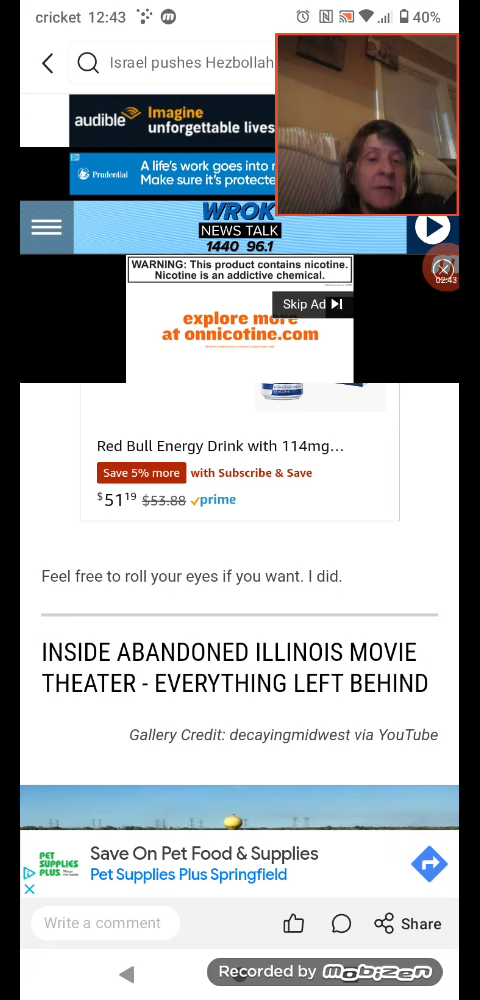 cricket 12:43 40%
Israel pushes Hezbollah
audible Imagine
unforgettable lives
Prudential A life's work goes into
Make sure it's protecte
WROK
NEWS TALK
1440 96.1
WARNING: This product contains nicotine.
Nicotine is an addictive chemical.
02:43
Skip Ad
explore more
at onnicotine.com
Red Bull Energy Drink with 114mg...
Save 5% more with Subscribe & Save
$51 19 $53.88 prime
Feel free to roll your eyes if you want. I did.
INSIDE ABANDONED ILLINOIS MOVIE
THEATER - EVERYTHING LEFT BEHIND
Gallery Credit: decayingmidwest via YouTube
PET
SUPPLIES
PLUS.
Save On Pet Food & Supplies
Pet Supplies Plus Springfield
Write a comment
Share
Recorded by mobizen